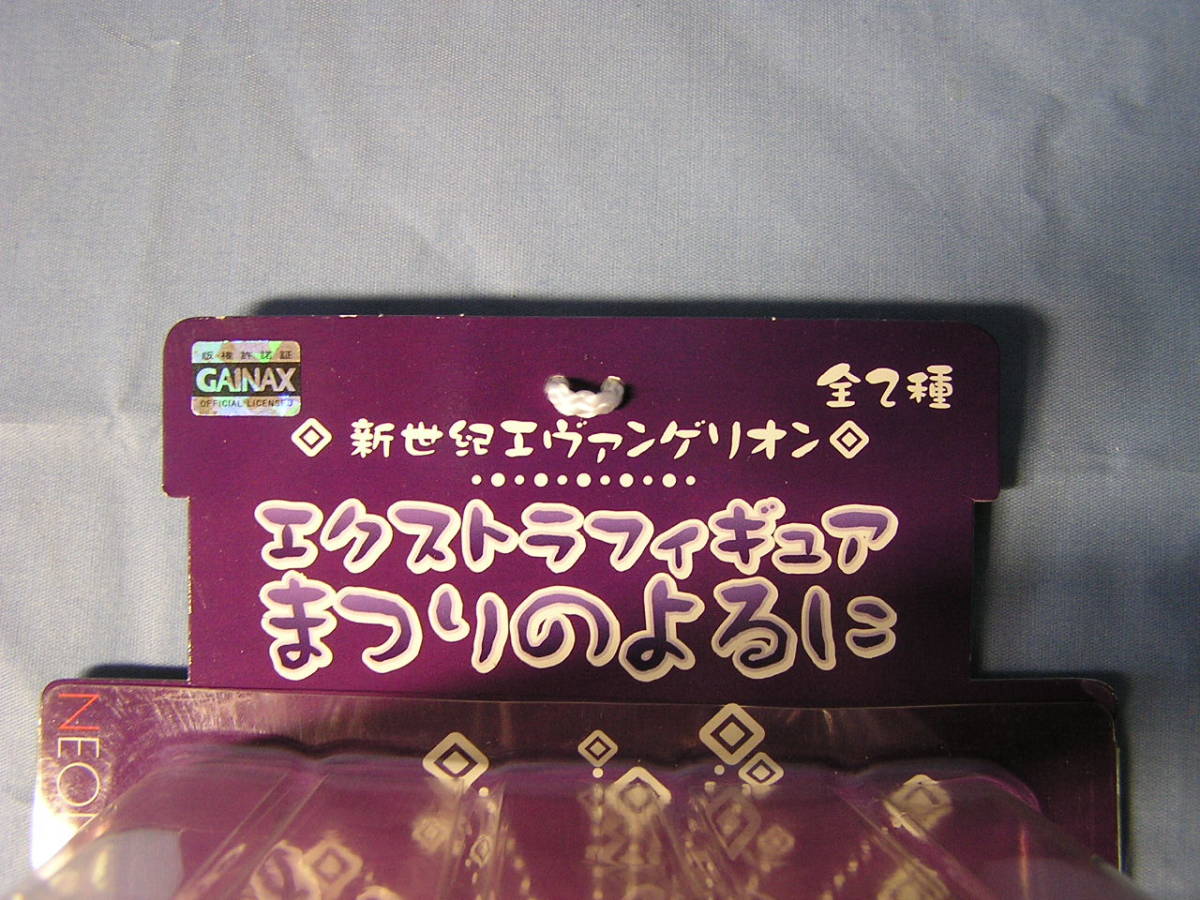 版権許諾証
GAINAX
OFFICIAL LICENSED
全7種
新世紀エヴァンゲリオン
エクストラフィギュア
まつりのよるに
NEON